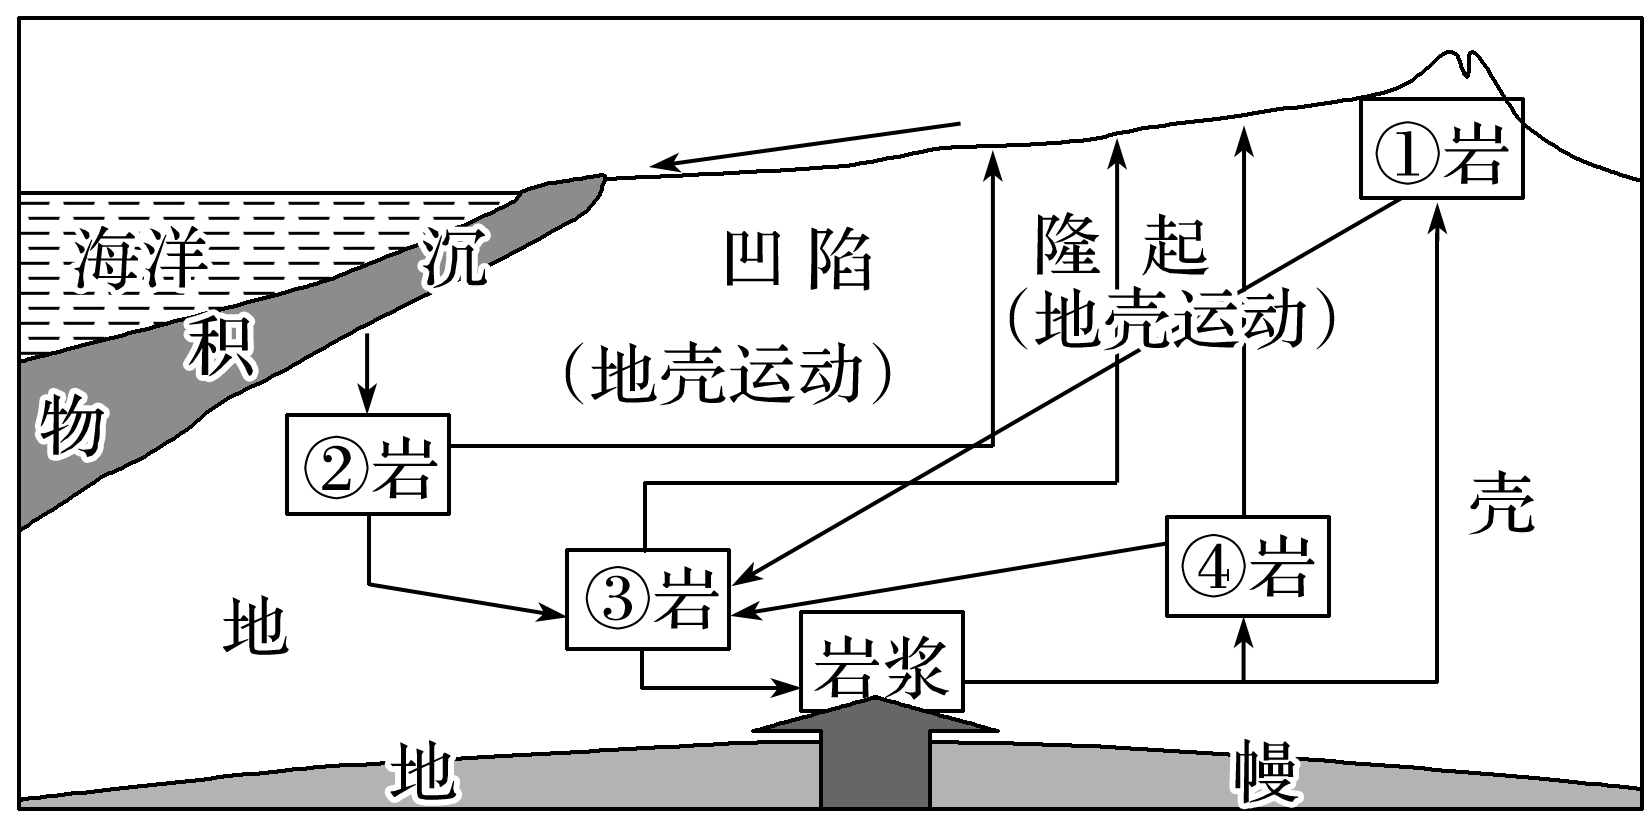 ①岩
海洋
沉
积
物
凹陷
(地壳运动)
隆起
(地壳运动)
②岩
③岩
④岩
岩浆
地
壳
地
幔